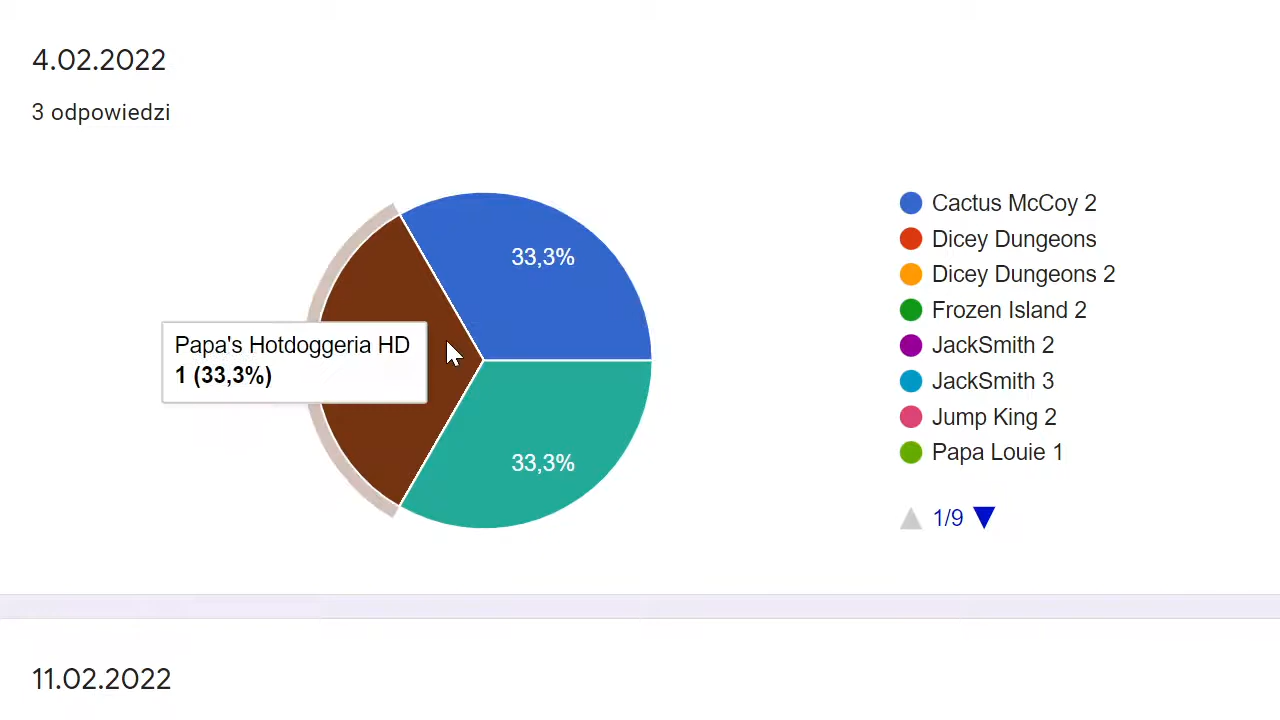 4.02.2022
3 odpowiedzi
33,3%
Papa's Hotdoggeria HD
1 (33,3%)
33,3%
Cactus McCoy 2
Dicey Dungeons
Dicey Dungeons 2
Frozen Island 2
JackSmith 2
JackSmith 3
Jump King 2
Papa Louie 1
1/9
11.02.2022